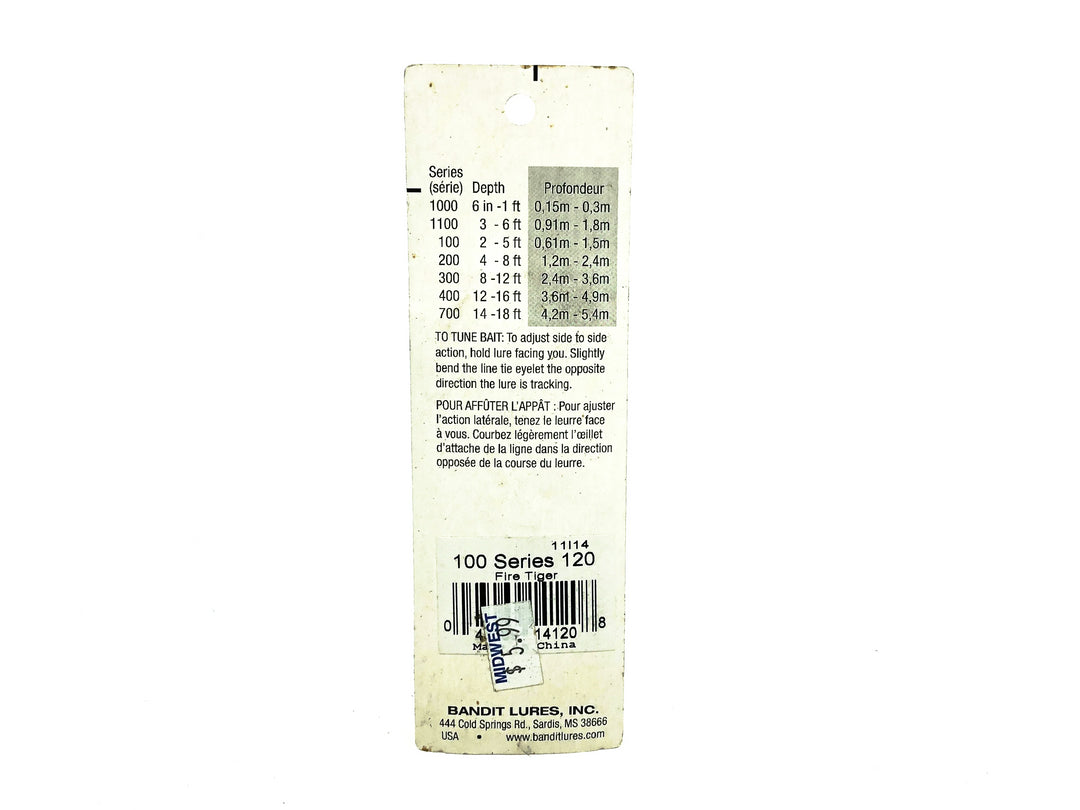 Series
(série) Depth Profondeur
1000 6 in -1 ft 0,15m - 0,3m
1100 3 - 6 ft 0,91m - 1,8m
100 2 - 5 ft 0,61m - 1,5m
200 4 - 8 ft 1,2m - 2,4m
300 8 -12 ft 2,4m - 3,6m
400 12 -16 ft 3,6m - 4,9m
700 14 -18 ft 4,2m - 5,4m
TO TUNE BAIT: To adjust side to side
action, hold lure facing you. Slightly
bend the line tie eyelet the opposite
direction the lure is tracking.
POUR AFFÛTER L'APPÂT : Pour ajuster
l'action latérale, tenez le leurre face
à vous. Courbez légèrement l'œillet
d'attache de la ligne dans la direction
opposée de la course du leurre.
11114
100 Series 120
Fire Tiger
0 14120 8
China
MIDWEST
$ 5.99
BANDIT LURES, INC.
444 Cold Springs Rd., Sardis, MS 38666
USA • www.banditlures.com